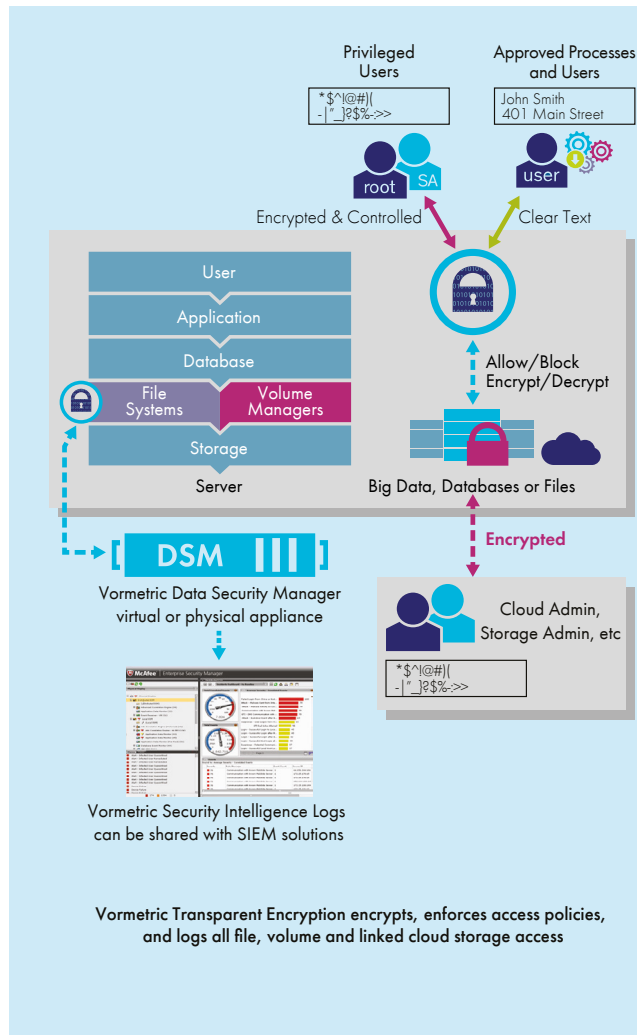 Privileged
Users
*$^!@#)(
-|"_}?$%-:>>
Approved Processes
and Users
John Smith
401 Main Street
root
SA
user
Encrypted & Controlled
Clear Text
User
Application
Database
File
Systems
Volume
Managers
Storage
Server
Allow/Block
Encrypt/Decrypt
Big Data, Databases or Files
Encrypted
DSM
Vormetric Data Security Manager
virtual or physical appliance
Cloud Admin,
Storage Admin, etc
*$^!@#)(
-|"_}?$%-:>>
McAfee | Enterprise Security Manager
Vormetric Security Intelligence Logs
can be shared with SIEM solutions
Vormetric Transparent Encryption encrypts, enforces access policies,
and logs all file, volume and linked cloud storage access